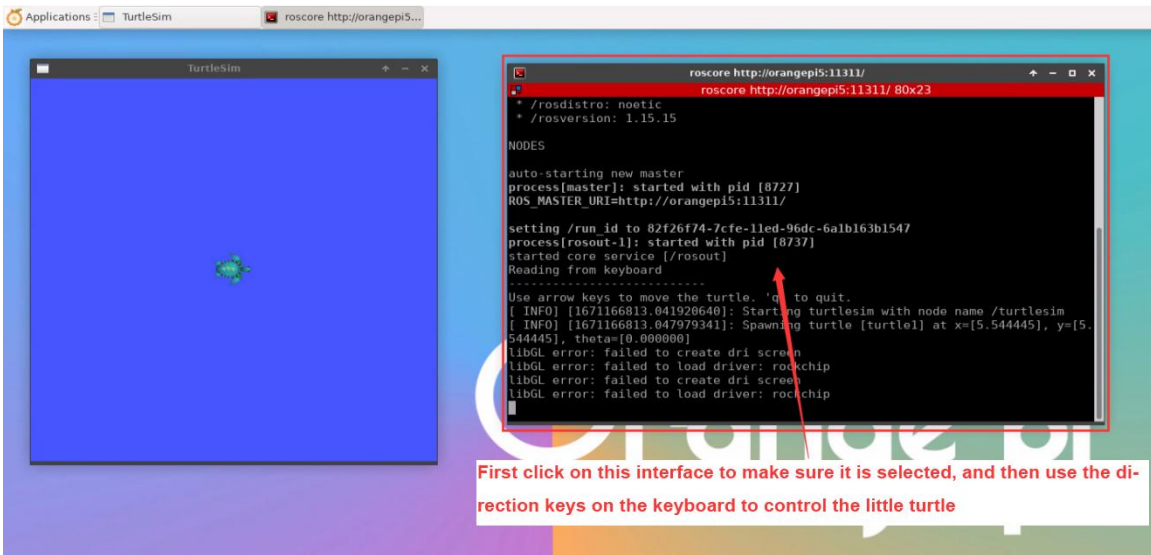 Applications
TurtleSim
roscore http://orangepi5...
TurtleSim
roscore http://orangepi5:11311/
roscore http://orangepi5:11311/ 80x23
* /rosdistro: noetic
* /rosversion: 1.15.15
NODES
auto-starting new master
process[master]: started with pid [8727]
ROS_MASTER_URI=http://orangepi5:11311/
setting /run_id to 82f26f74-7cfe-11ed-96dc-6a1b163b1547
process[rosout-1]: started with pid [8737]
started core service [/rosout]
Reading from keyboard
---------------------------
Use arrow keys to move the turtle. 'q' to quit.
[ INFO] [1671166813.041920640]: Starting turtlesim with node name /turtlesim
[ INFO] [1671166813.047979341]: Spawning turtle [turtle1] at x=[5.544445], y=[5.
544445], theta=[0.000000]
libGL error: failed to create dri screen
libGL error: failed to load driver: rockchip
libGL error: failed to create dri screen
libGL error: failed to load driver: rockchip
First click on this interface to make sure it is selected, and then use the di-
rection keys on the keyboard to control the little turtle